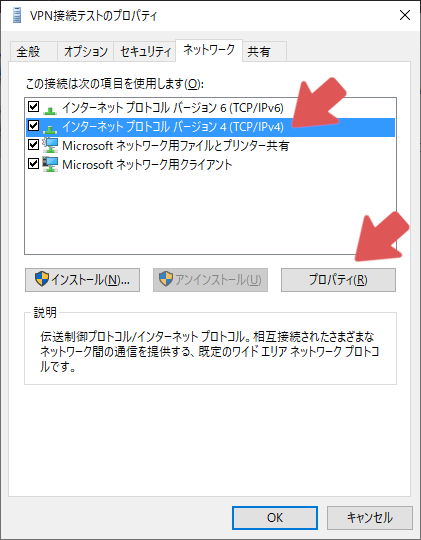 VPN接続テストのプロパティ
全般 オプション セキュリティ ネットワーク 共有
この接続は次の項目を使用します(O):
インターネット プロトコル バージョン 6 (TCP/IPv6)
インターネット プロトコル バージョン 4 (TCP/IPv4)
Microsoft ネットワーク用ファイルとプリンター共有
Microsoft ネットワーク用クライアント
インストール(N)... アンインストール(U) プロパティ(R)
説明
伝送制御プロトコル/インターネット プロトコル。相互接続されたさまざまな
ネットワーク間の通信を提供する、既定のワイド エリア ネットワーク プロトコ
ルです。
OK キャンセル